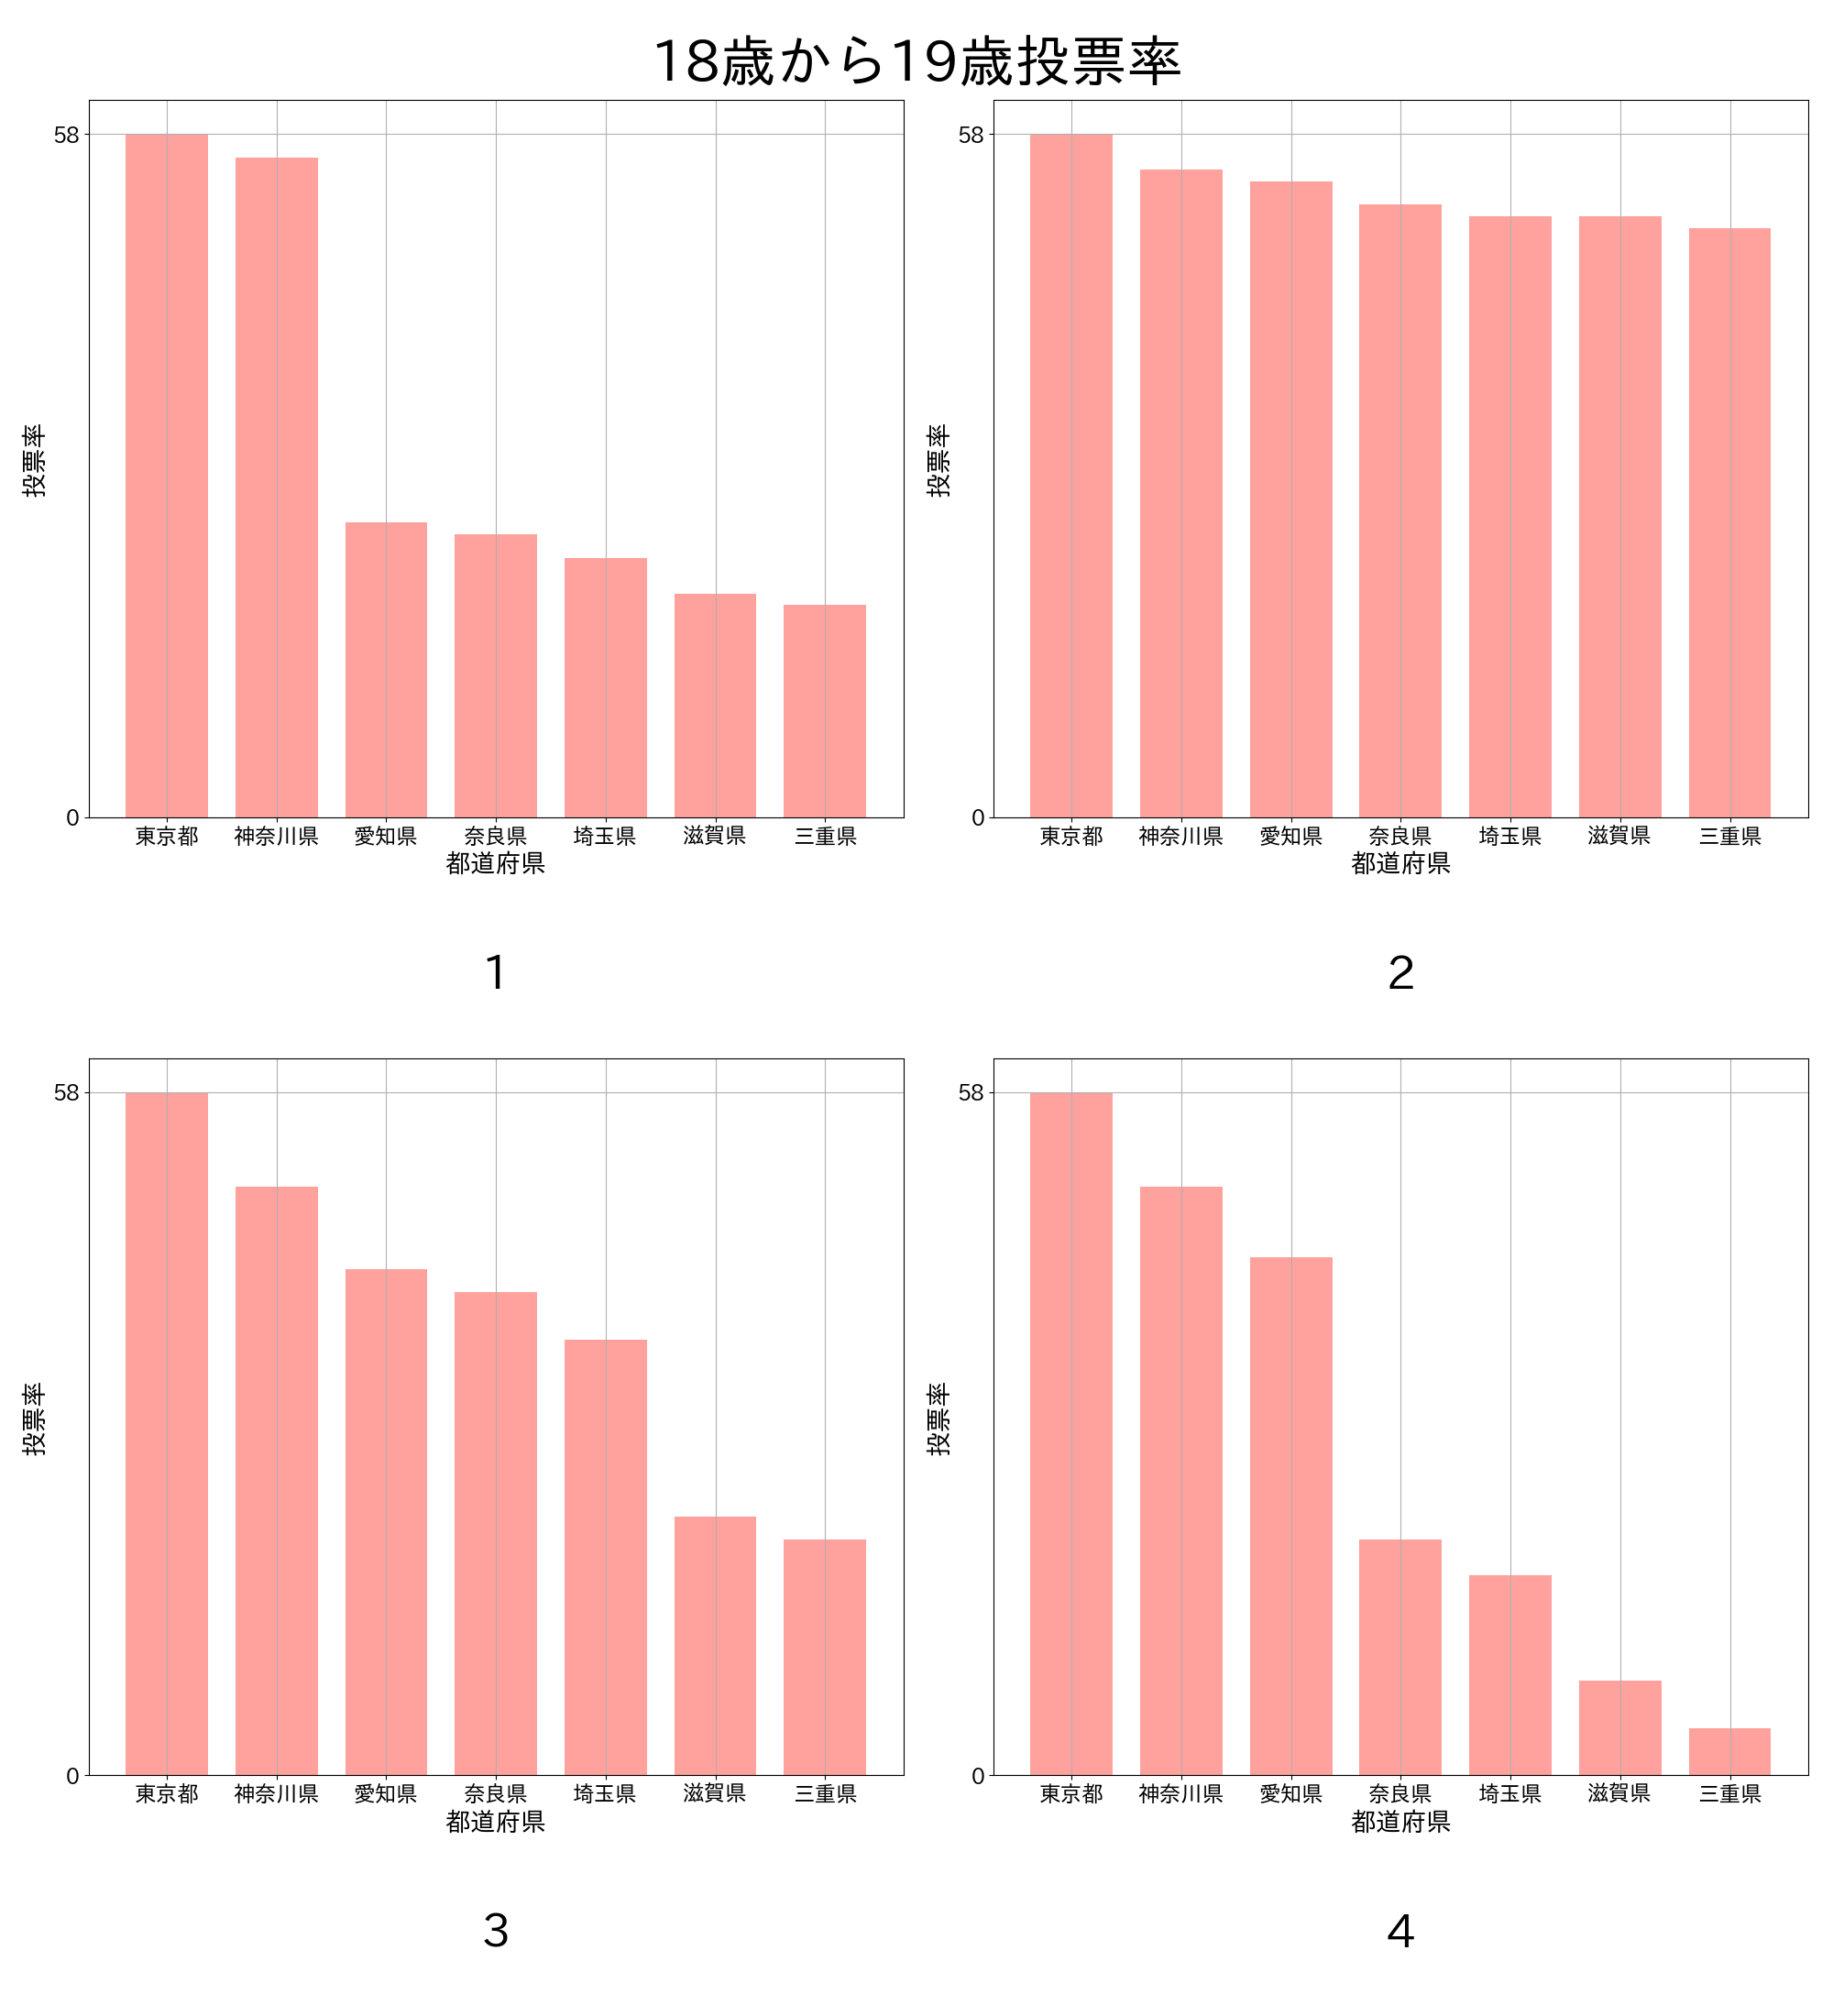 18歳から19歳投票率
58
0
投票率
東京都 神奈川県 愛知県 奈良県 埼玉県 滋賀県 三重県
都道府県
1
58
0
投票率
東京都 神奈川県 愛知県 奈良県 埼玉県 滋賀県 三重県
都道府県
2
58
0
投票率
東京都 神奈川県 愛知県 奈良県 埼玉県 滋賀県 三重県
都道府県
3
58
0
投票率
東京都 神奈川県 愛知県 奈良県 埼玉県 滋賀県 三重県
都道府県
4